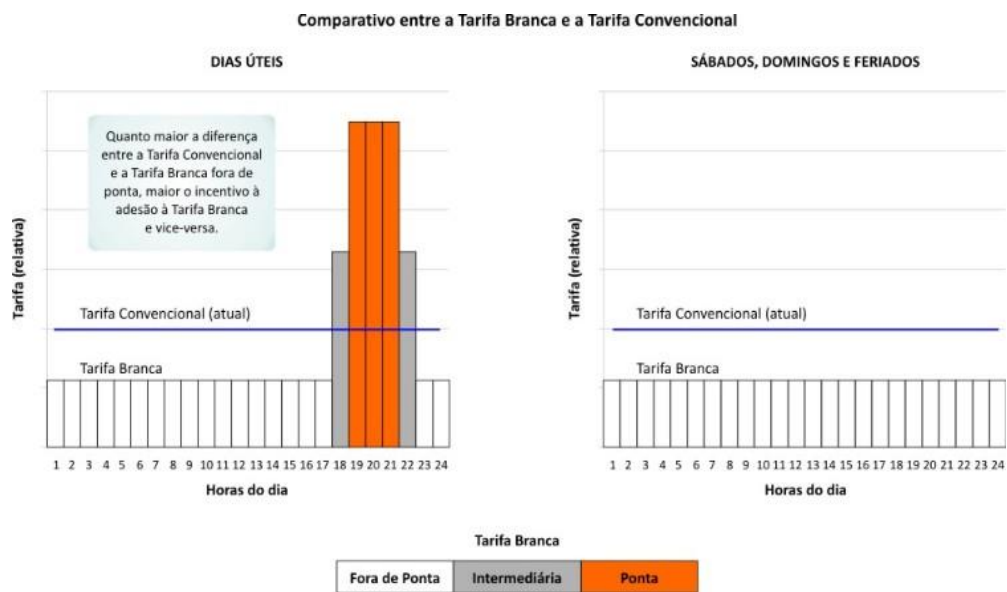 Comparativo entre a Tarifa Branca e a Tarifa Convencional
DIAS ÚTEIS
Quanto maior a diferença
entre a Tarifa Convencional
e a Tarifa Branca fora de
ponta, maior o incentivo à
adesão à Tarifa Branca
e vice-versa.
Tarifa (relativa)
Tarifa Convencional (atual)
Tarifa Branca
1 2 3 4 5 6 7 8 9 10 11 12 13 14 15 16 17 18 19 20 21 22 23 24
Horas do dia
SÁBADOS, DOMINGOS E FERIADOS
Tarifa (relativa)
Tarifa Convencional (atual)
Tarifa Branca
1 2 3 4 5 6 7 8 9 10 11 12 13 14 15 16 17 18 19 20 21 22 23 24
Horas do dia
Tarifa Branca
Fora de Ponta Intermediária Ponta